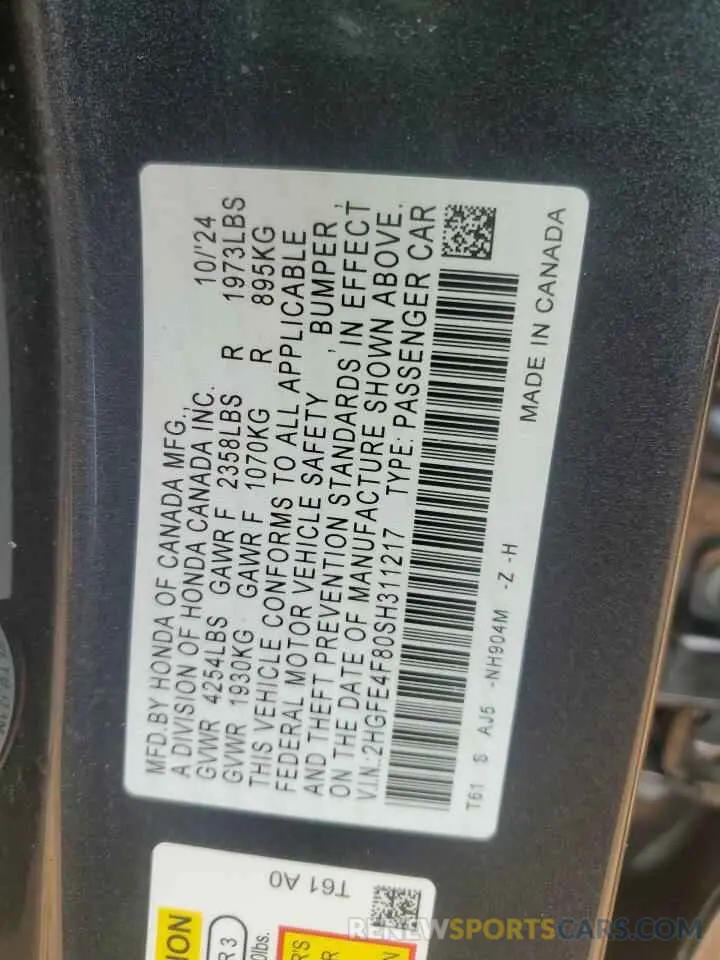 MFD.BY HONDA OF CANADA MFG.,
A DIVISION OF HONDA CANADA INC. 10/'24
GVWR 4254LBS GAWR F 2358LBS R 1973LBS
GVWR 1930KG GAWR F 1070KG R 895KG
THIS VEHICLE CONFORMS TO ALL APPLICABLE
FEDERAL MOTOR VEHICLE SAFETY, BUMPER,
AND THEFT PREVENTION STANDARDS, IN EFFECT
ON THE DATE OF MANUFACTURE SHOWN ABOVE.
V.I.N.:2HGFE4F80SH311217 TYPE: PASSENGER CAR
T61 S AJ5 -NH904M -Z -H
MADE IN CANADA
T61 A0
ION
R 3
0lbs.
R'S
R
N
RENEWSPORTSCARS.COM